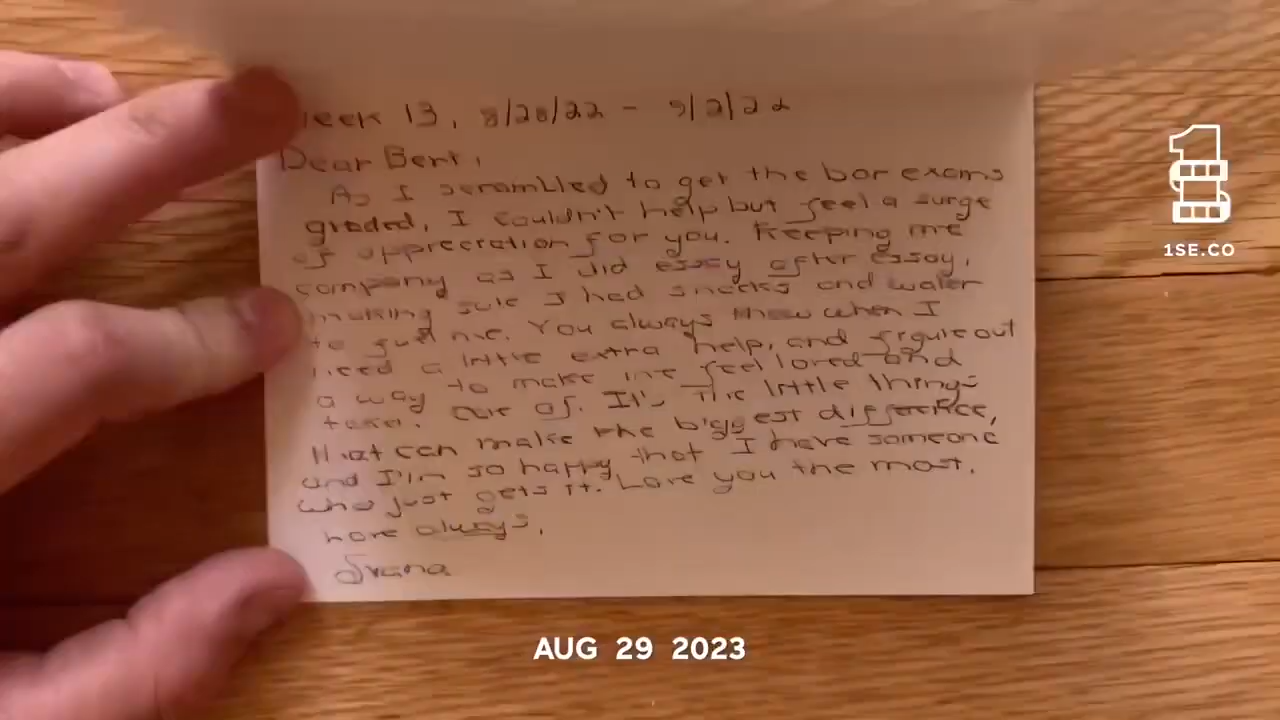 eek 13, 8/28/22 - 9/2/22
Dear Bert,
As I scrambled to get the bar exams
graded, I couldn't help but feel a surge
of appreciation for you. Keeping me
company as I did essay after essay,
making sure I had snacks and water
to fuel me. You always know when I
need a little extra help, and figure out
a way to make me feel loved and
taken care of. It's the little things
that can make the biggest difference,
and I'm so happy that I have someone
who just gets it. Love you the most,
always,
1SE.CO
AUG 29 2023